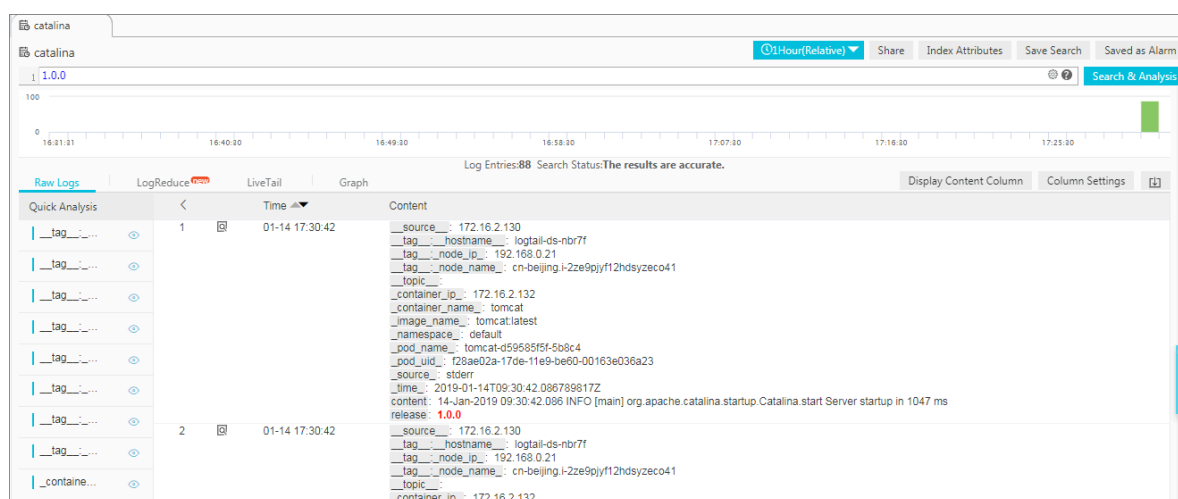 catalina
catalina
1Hour(Relative) Share Index Attributes Save Search Saved as Alarm
1 1.0.0
Search & Analysis
100
0
16:31:31 16:40:30 16:49:30 16:58:30 17:07:30 17:16:30 17:25:30
Log Entries:88 Search Status:The results are accurate.
Raw Logs LogReduce new LiveTail Graph Display Content Column Column Settings
Quick Analysis < Time Content
__tag__:_... 1 01-14 17:30:42 __source__: 172.16.2.130
__tag__:__hostname__: logtail-ds-nbr7f
__tag__:_node_ip_: 192.168.0.21
__tag__:_... __tag__:_node_name_: cn-beijing.i-2ze9pjyf12hdsyzeco41
__topic__:
__tag__:_... _container_ip_: 172.16.2.132
_container_name_: tomcat
__tag__:_... _image_name_: tomcat:latest
_namespace_: default
__tag__:_... _pod_name_: tomcat-d59585f5f-5b8c4
_pod_uid_: f28ae02a-17de-11e9-be60-00163e036a23
_source_: stderr
__tag__:_... _time_: 2019-01-14T09:30:42.086789817Z
content: 14-Jan-2019 09:30:42.086 INFO [main] org.apache.catalina.startup.Catalina.start Server startup in 1047 ms
__tag__:_... release: 1.0.0
2 01-14 17:30:42 __source__: 172.16.2.130
__tag__:__hostname__: logtail-ds-nbr7f
__tag__:_... __tag__:_node_ip_: 192.168.0.21
__tag__:_node_name_: cn-beijing.i-2ze9pjyf12hdsyzeco41
_containe... __topic__:
_container_ip_: 172.16.2.132